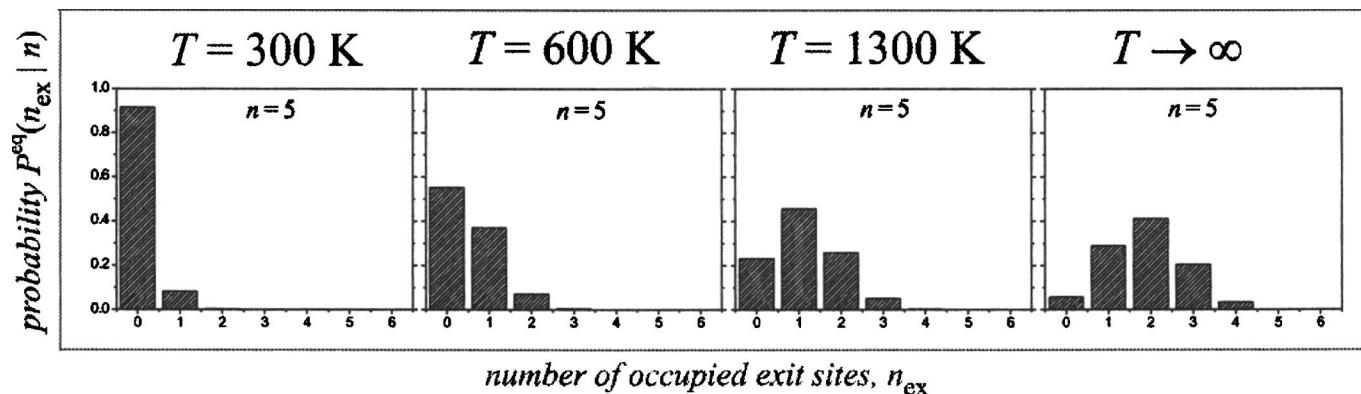 T = 300 K T = 600 K T = 1300 K T → ∞
probability P^eq(n_ex | n)
1.0
0.8
0.6
0.4
0.2
0.0
n = 5 n = 5 n = 5 n = 5
0 1 2 3 4 5 6 0 1 2 3 4 5 6 0 1 2 3 4 5 6 0 1 2 3 4 5 6
number of occupied exit sites, n_ex